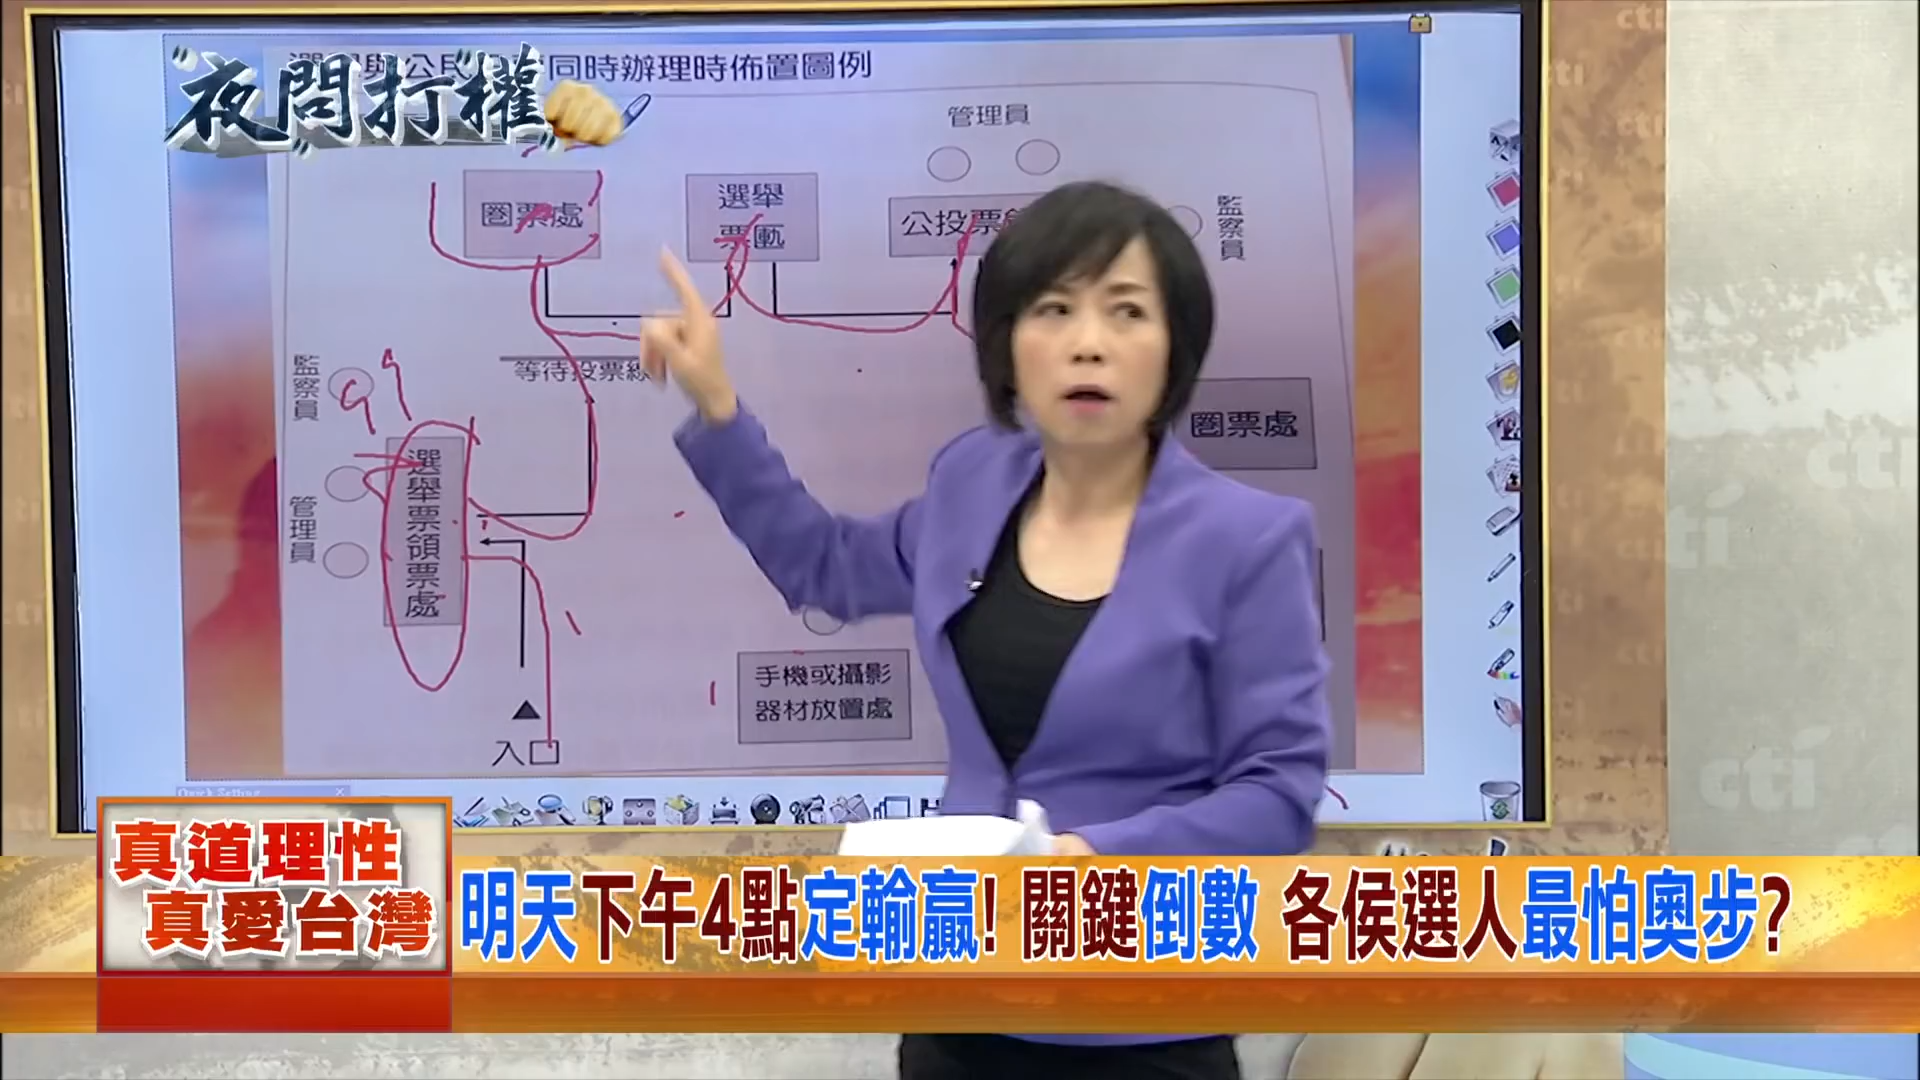 同時辦理時佈置圖例
"夜"問打"權"
管理員
圈票處
選舉
票匭
公投票
監
察
員
等待投票線
監
察
員
圈票處
選
舉
票
領
票
處
管
理
員
手機或攝影
器材放置處
入口
cti
真道理性
真愛台灣
明天下午4點定輸贏! 關鍵倒數 各侯選人最怕奧步?